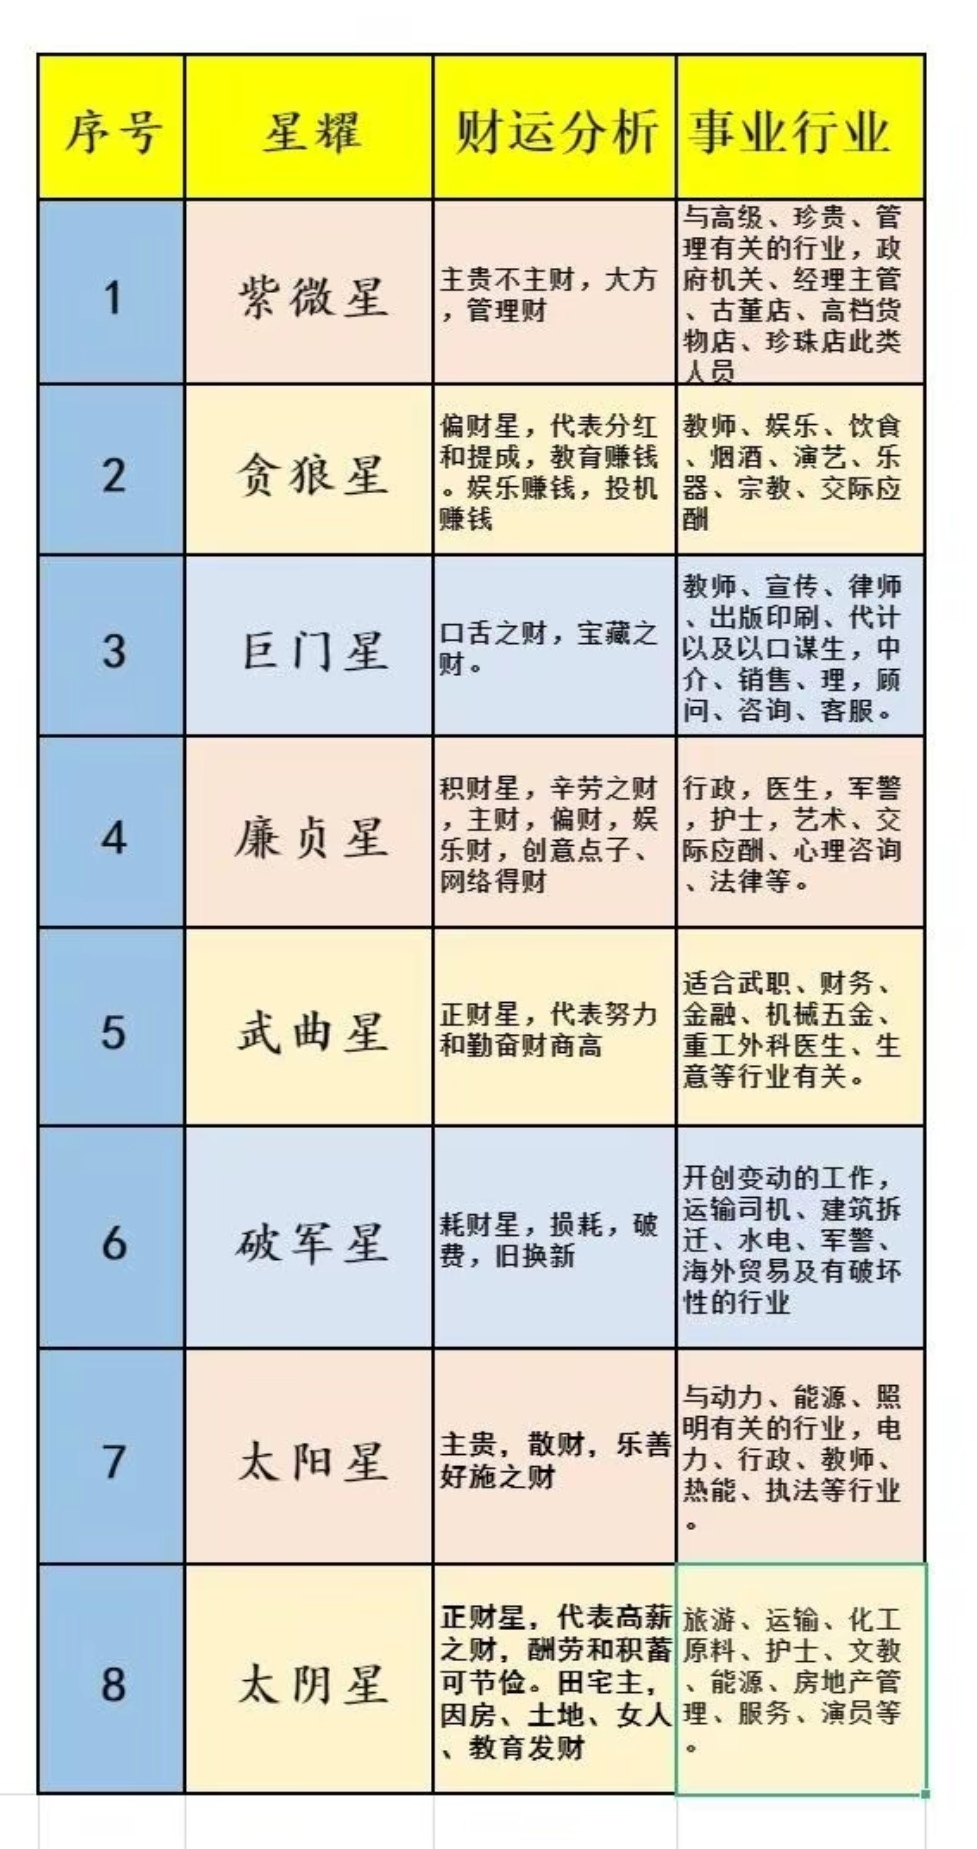 序号 星耀 财运分析 事业行业
1
紫微星
主贵不主财，大方
，管理财
与高级、珍贵、管
理有关的行业，政
府机关、经理主管
、古董店、高档货
物店、珍珠店此类
人员
2
贪狼星
偏财星，代表分红
和提成，教育赚钱
。娱乐赚钱，投机
赚钱
教师、娱乐、饮食
、烟酒、演艺、乐
器、宗教、交际应
酬
3
巨门星
口舌之财，宝藏之
财。
教师、宣传、律师
、出版印刷、代计
以及以口谋生，中
介、销售、理，顾
问、咨询、客服。
4
廉贞星
积财星，辛劳之财
，主财，偏财，娱
乐财，创意点子、
网络得财
行政，医生，军警
，护士，艺术、交
际应酬、心理咨询
、法律等。
5
武曲星
正财星，代表努力
和勤奋财商高
适合武职、财务、
金融、机械五金、
重工外科医生、生
意等行业有关。
6
破军星
耗财星，损耗，破
费，旧换新
开创变动的工作，
运输司机、建筑拆
迁、水电、军警、
海外贸易及有破坏
性的行业
7
太阳星
主贵，散财，乐善
好施之财
与动力、能源、照
明有关的行业，电
力、行政、教师、
热能、执法等行业
。
8
太阴星
正财星，代表高薪
之财，酬劳和积蓄
可节俭。田宅主，
因房、土地、女人
、教育发财
旅游、运输、化工
原料、护士、文教
、能源、房地产管
理、服务、演员等
。